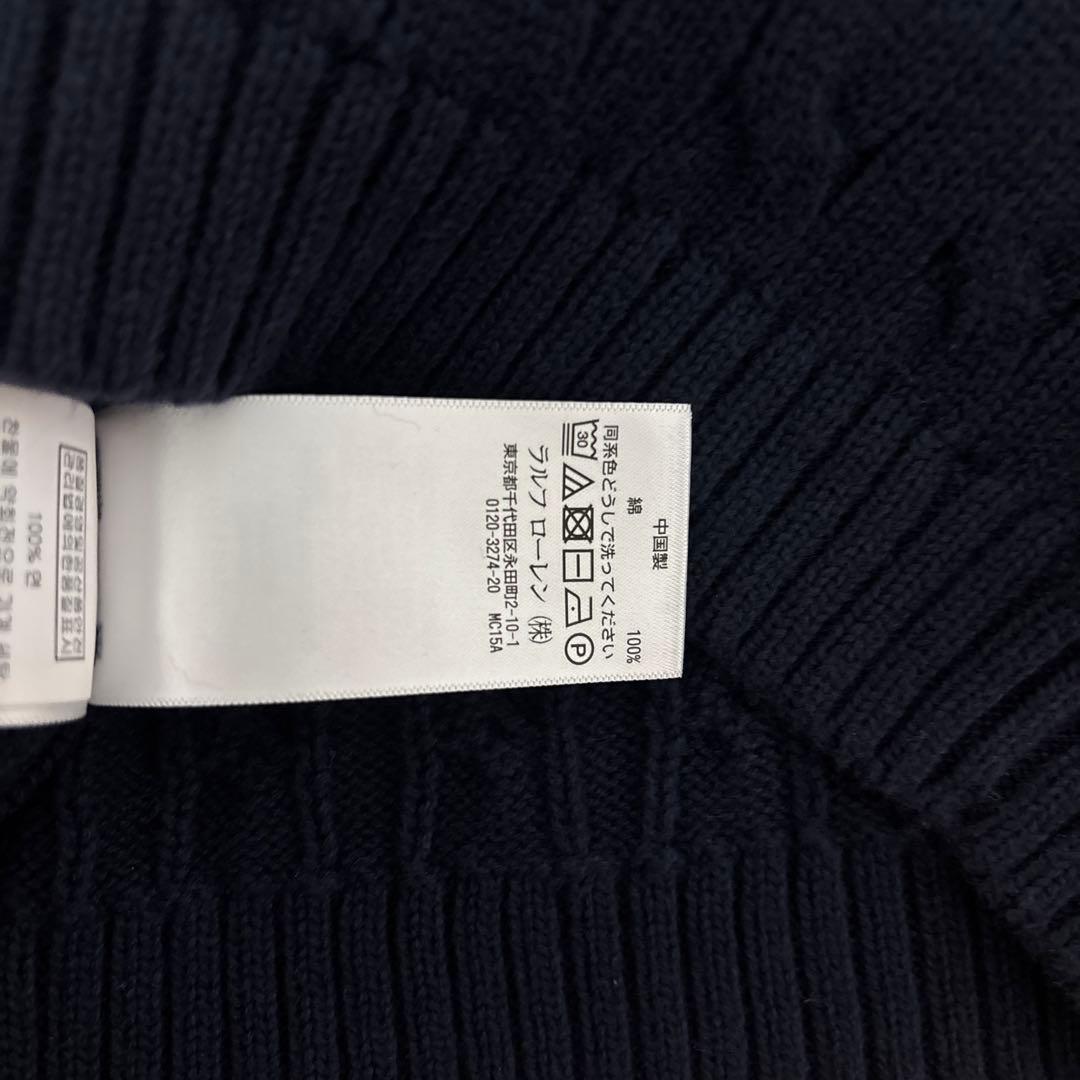 中国製
綿 100%
同系色どうしで洗ってください
30
P
ラルフ ローレン (株)
東京都千代田区永田町2-10-1
0120-3274-20 MC15A
100% 면